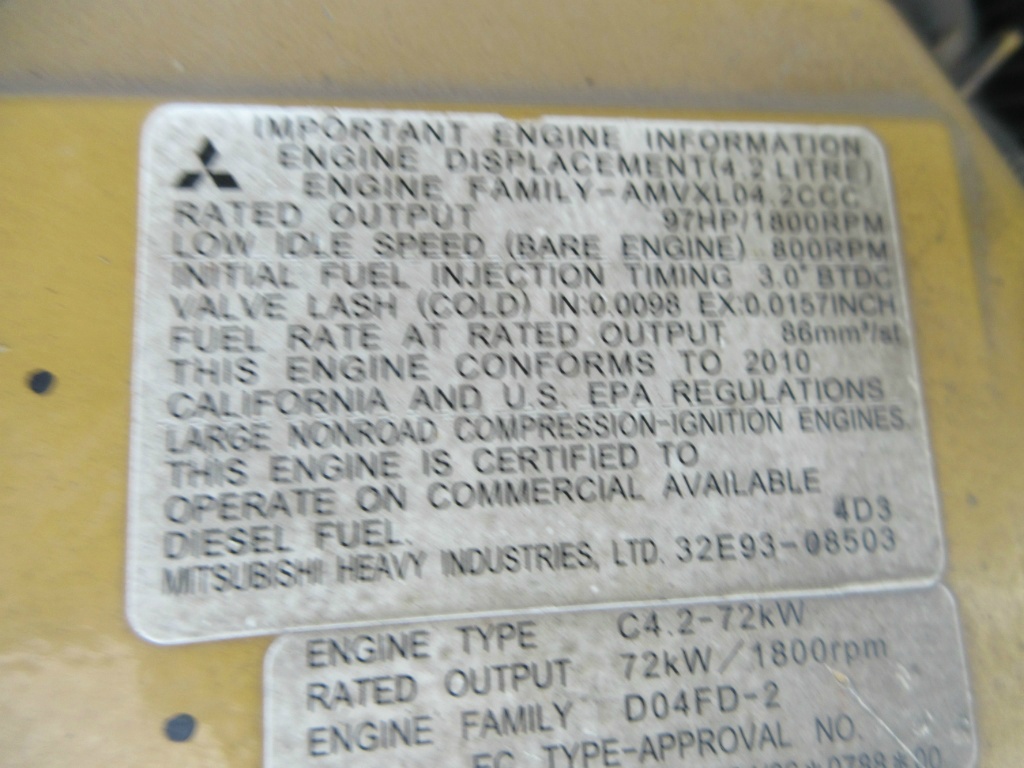 IMPORTANT ENGINE INFORMATION
ENGINE DISPLACEMENT(4.2 LITRE)
ENGINE FAMILY-AMVXL04.2CCC
RATED OUTPUT 97HP/1800RPM
LOW IDLE SPEED (BARE ENGINE) 800RPM
INITIAL FUEL INJECTION TIMING 3.0° BTDC
VALVE LASH (COLD) IN:0.0098 EX:0.0157INCH
FUEL RATE AT RATED OUTPUT 86mm³/st
THIS ENGINE CONFORMS TO 2010
CALIFORNIA AND U.S. EPA REGULATIONS
LARGE NONROAD COMPRESSION-IGNITION ENGINES.
THIS ENGINE IS CERTIFIED TO
OPERATE ON COMMERCIAL AVAILABLE
DIESEL FUEL. 4D3
MITSUBISHI HEAVY INDUSTRIES, LTD. 32E93-08503
ENGINE TYPE C4.2-72kW
RATED OUTPUT 72kW/1800rpm
ENGINE FAMILY D04FD-2
EC TYPE-APPROVAL NO.